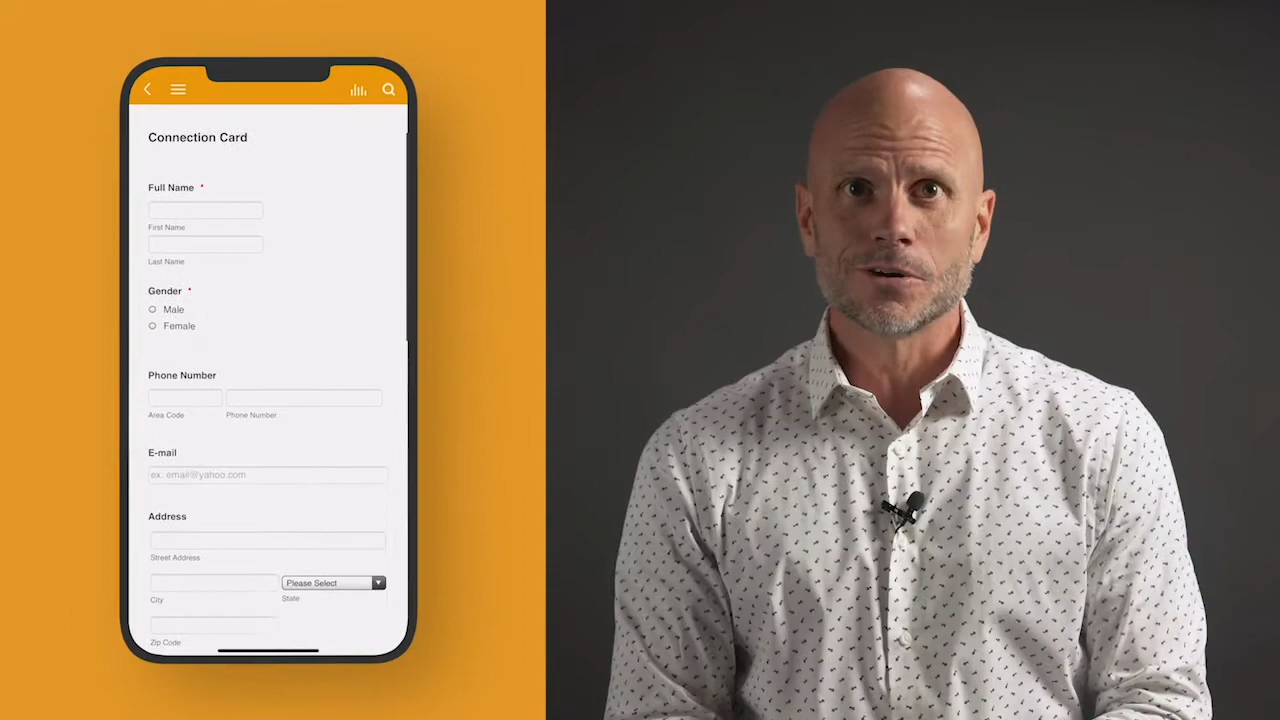 Connection Card
Full Name *
First Name
Last Name
Gender *
Male
Female
Phone Number
Area Code Phone Number
E-mail
ex: email@yahoo.com
Address
Street Address
Please Select
City State
Zip Code